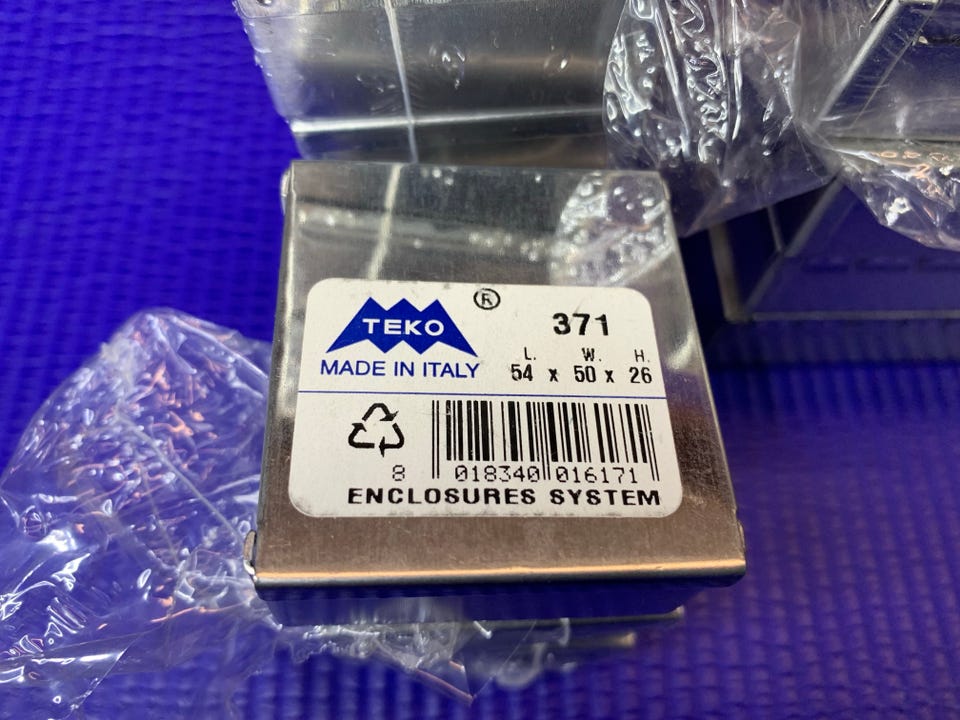 TEKO ®
MADE IN ITALY
371
L. W. H.
54 x 50 x 26
8 018340 016171
ENCLOSURES SYSTEM